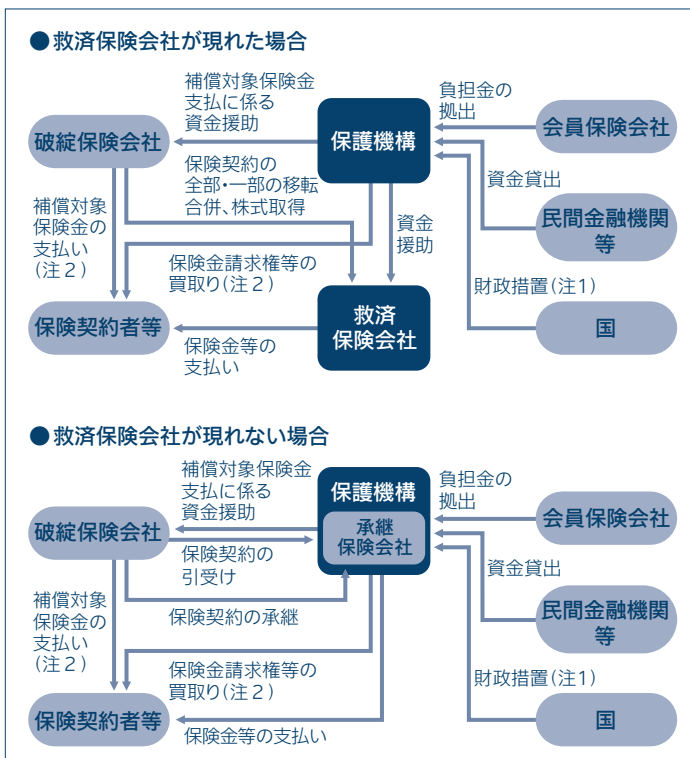 ●救済保険会社が現れた場合
補償対象保険金
支払に係る
資金援助
負担金の
拠出
破綻保険会社
保護機構
会員保険会社
保険契約の
全部・一部の移転
合併、株式取得
資金貸出
補償対象
保険金の
支払い
(注2)
資金
援助
民間金融機関
等
保険金請求権等の
買取り(注2)
財政措置(注1)
保険契約者等
救済
保険会社
国
保険金等の
支払い
●救済保険会社が現れない場合
補償対象保険金
支払に係る
資金援助
負担金の
拠出
破綻保険会社
保護機構
承継
保険会社
会員保険会社
保険契約の
引受け
資金貸出
補償対象
保険金の
支払い
(注2)
保険契約の承継
民間金融機関
等
保険金請求権等の
買取り(注2)
財政措置(注1)
保険契約者等
国
保険金等の支払い